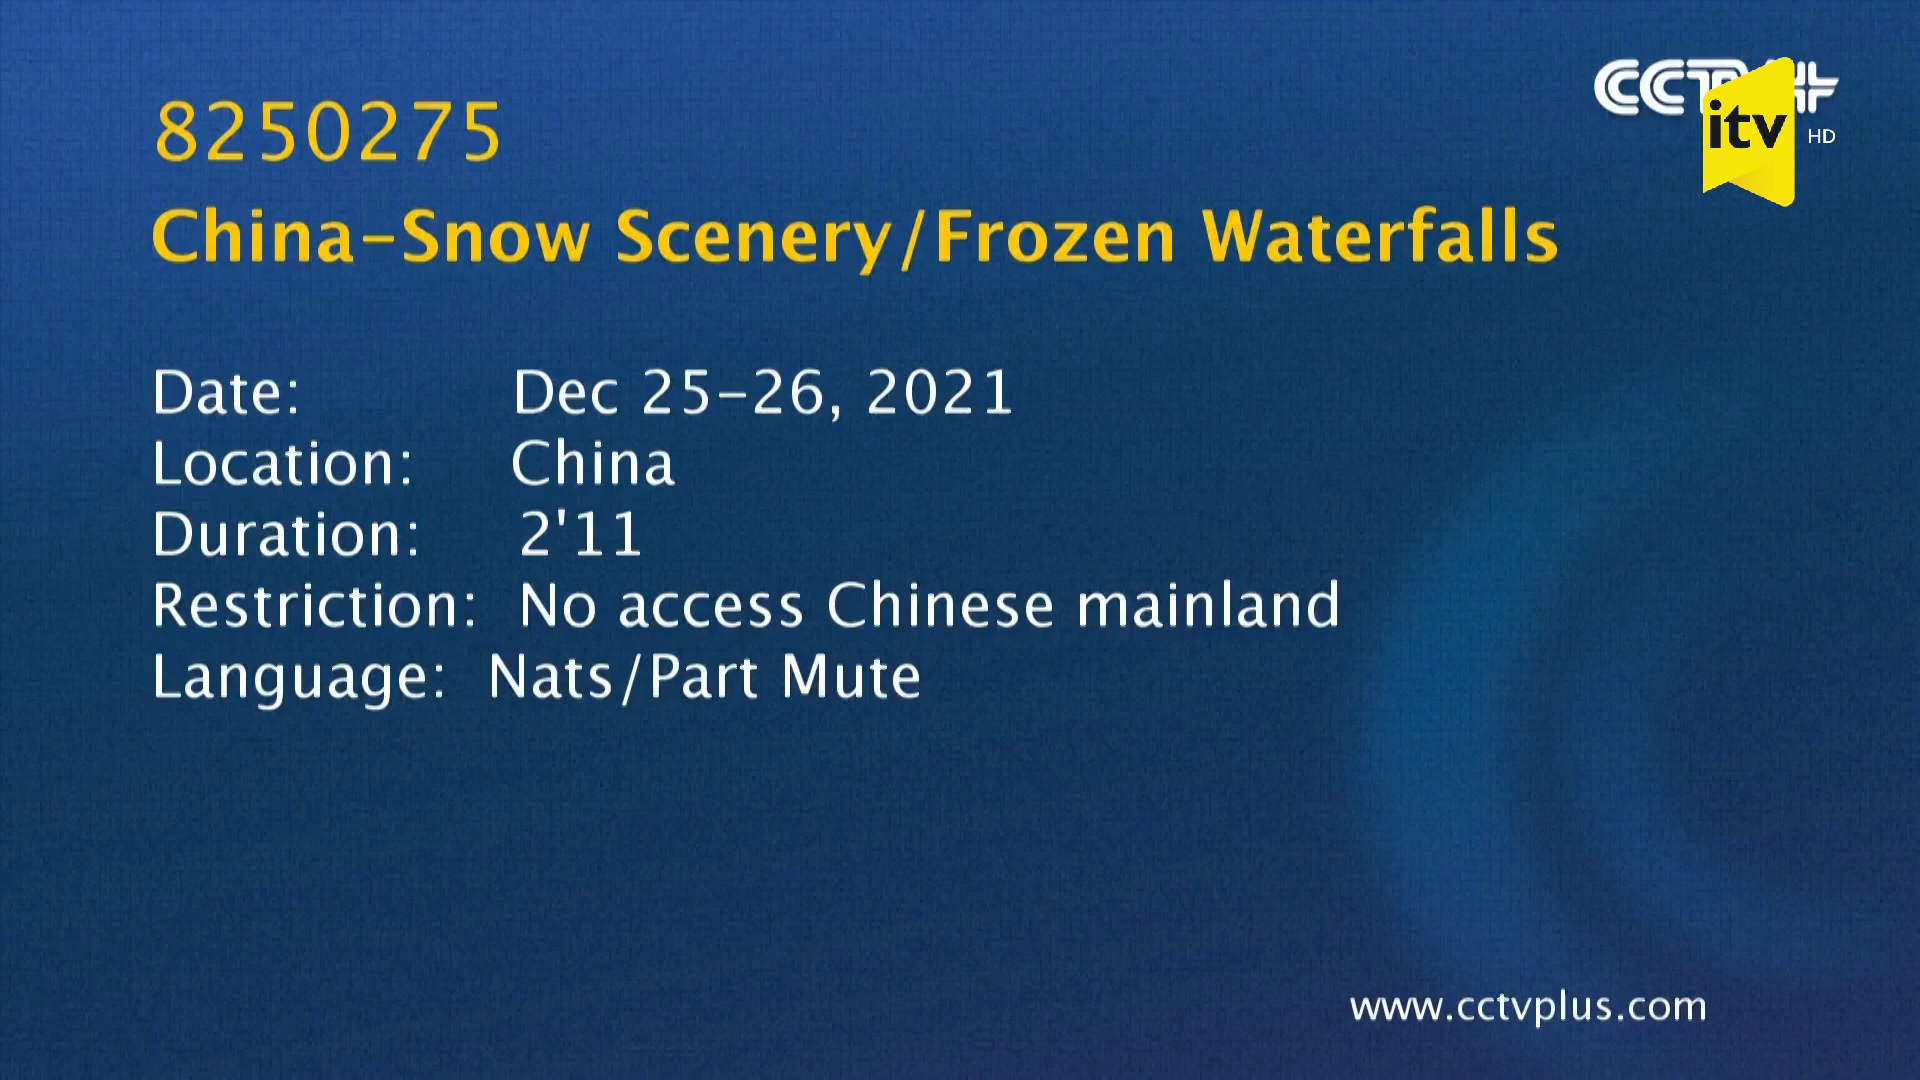 8250275
China-Snow Scenery/Frozen Waterfalls
Date: Dec 25-26, 2021
Location: China
Duration: 2'11
Restriction: No access Chinese mainland
Language: Nats/Part Mute
www.cctvplus.com
itv
HD